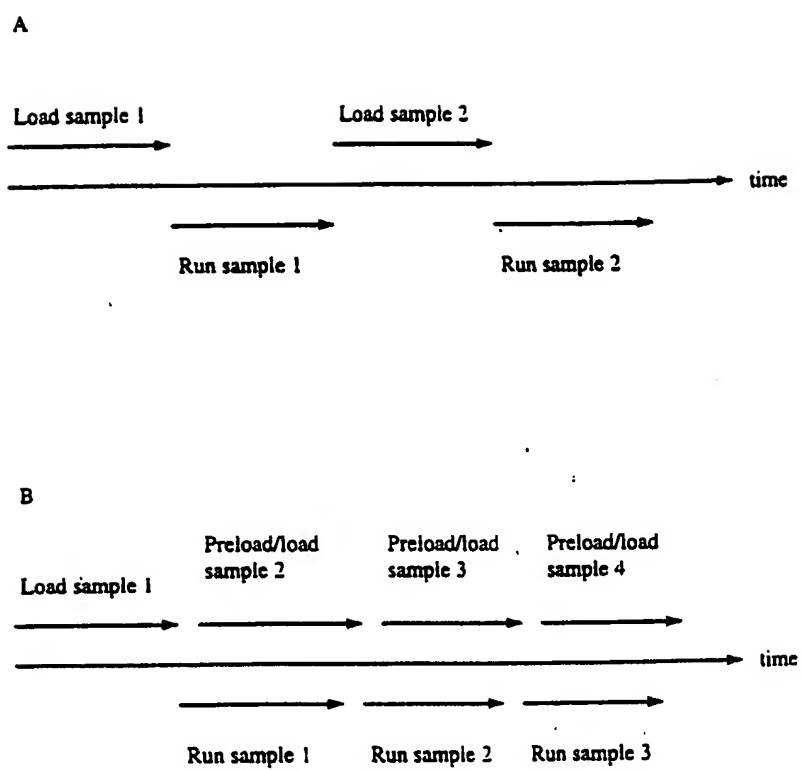 A
Load sample 1
Load sample 2
time
Run sample 1
Run sample 2
B
Preload/load
sample 2
Preload/load
sample 3
Preload/load
sample 4
Load sample 1
time
Run sample 1
Run sample 2
Run sample 3